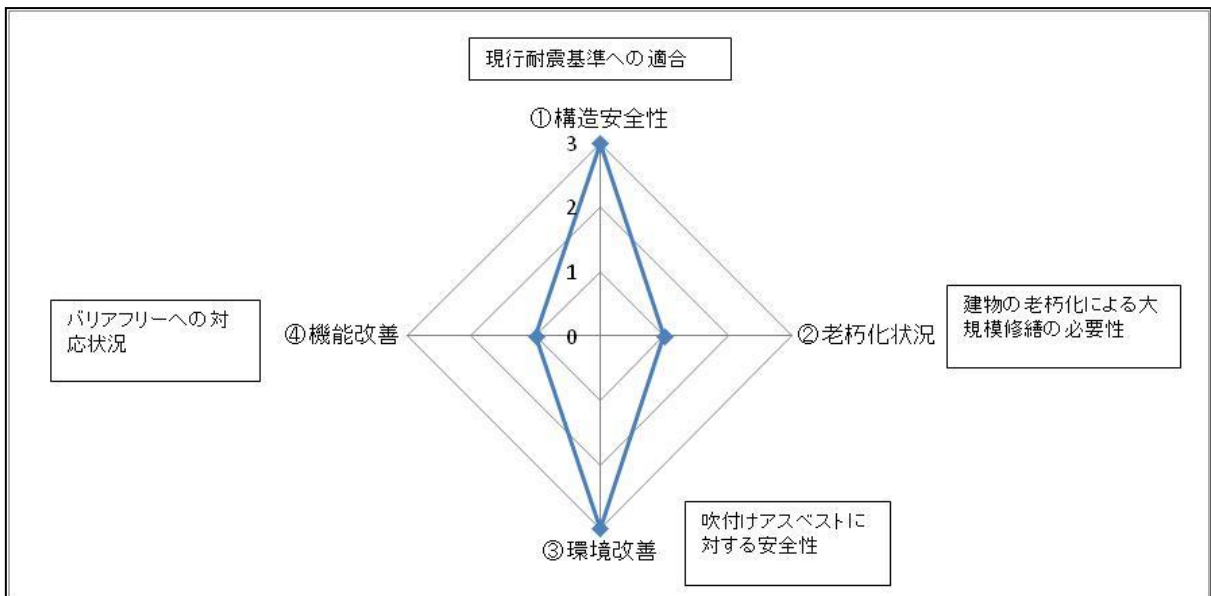 現行耐震基準への適合
①構造安全性
3
2
1
0
バリアフリーへの対
応状況
④機能改善
②老朽化状況
建物の老朽化による大
規模修繕の必要性
③環境改善
吹付けアスベストに
対する安全性